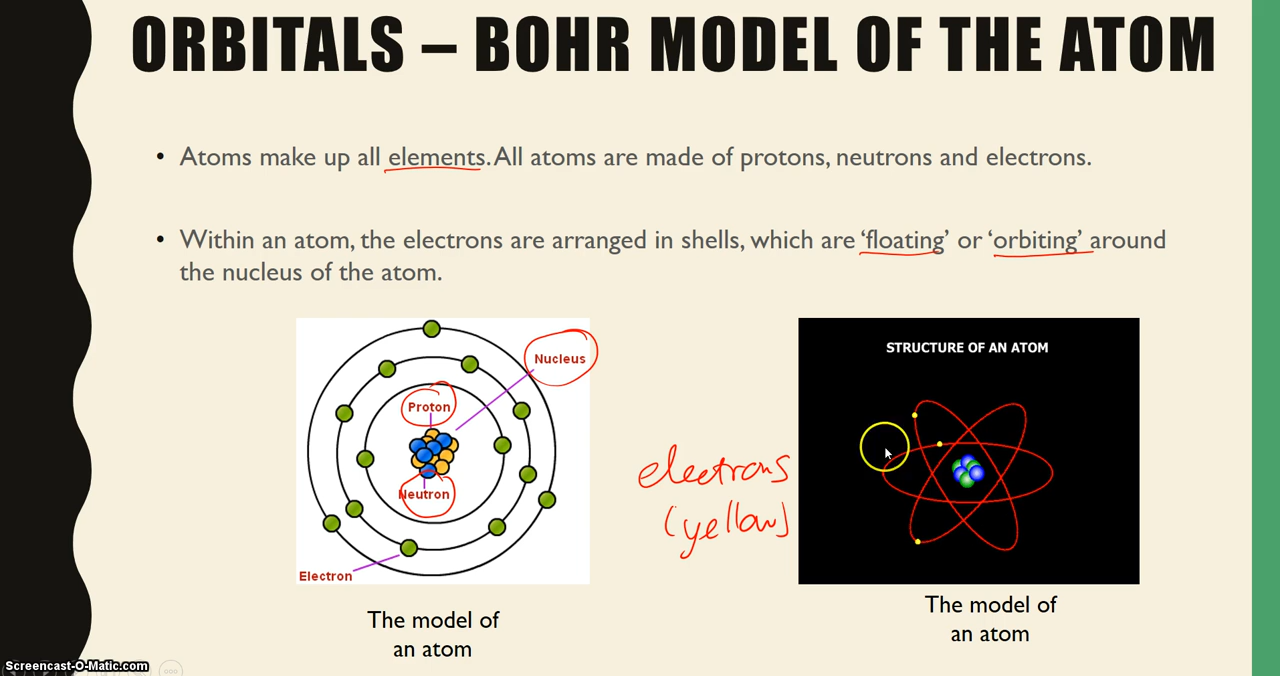 ORBITALS – BOHR MODEL OF THE ATOM
• Atoms make up all elements. All atoms are made of protons, neutrons and electrons.
• Within an atom, the electrons are arranged in shells, which are ‘floating’ or ‘orbiting’ around
the nucleus of the atom.
Nucleus
Proton
Neutron
Electron
The model of
an atom
electrons
(yellow)
STRUCTURE OF AN ATOM
The model of
an atom
Screencast-O-Matic.com